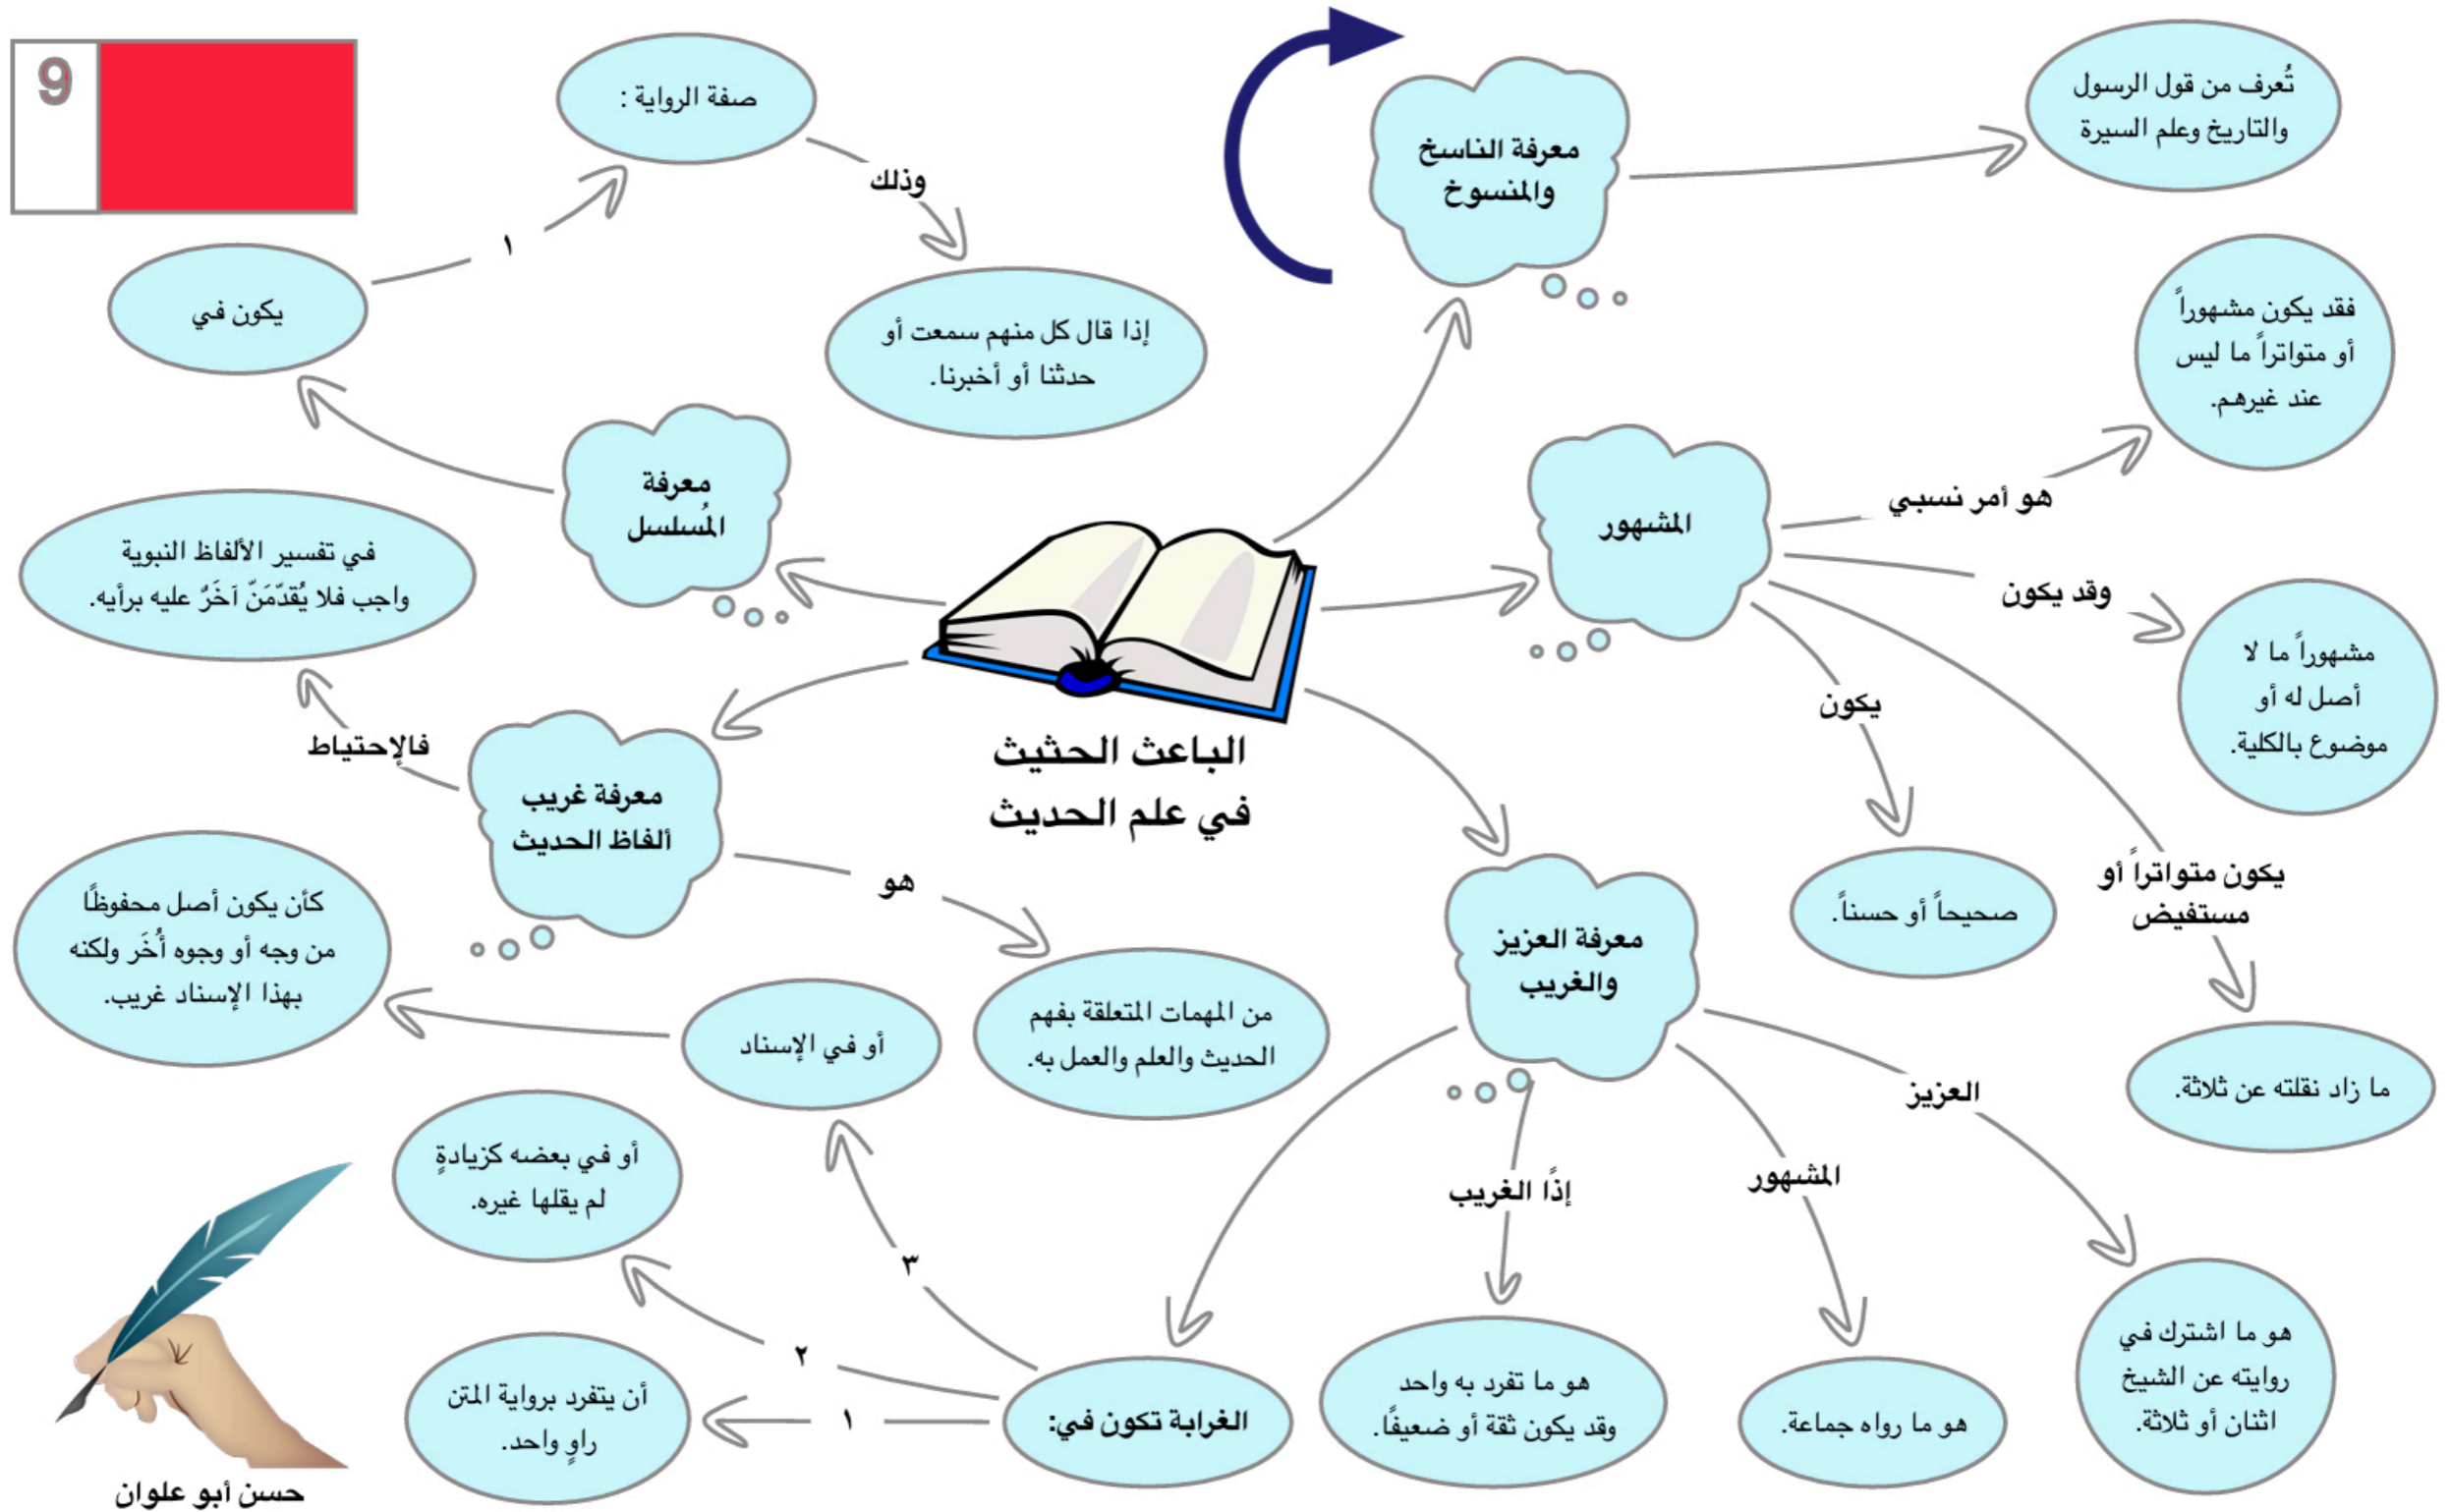 9
الباعث الحثيث
في علم الحديث
معرفة الناسخ
والمنسوخ
تُعرف من قول الرسول
والتاريخ وعلم السيرة
المشهور
هو أمر نسبي
فقد يكون مشهوراً
أو متواتراً ما ليس
عند غيرهم.
وقد يكون
مشهوراً ما لا
أصل له أو
موضوع بالكلية.
يكون
صحيحاً أو حسناً.
يكون متواتراً أو
مستفيض
ما زاد نقلته عن ثلاثة.
معرفة العزيز
والغريب
العزيز
هو ما اشترك في
روايته عن الشيخ
اثنان أو ثلاثة.
المشهور
هو ما رواه جماعة.
إذًا الغريب
هو ما تفرد به واحد
وقد يكون ثقة أو ضعيفًا.
الغرابة تكون في:
١
أن يتفرد برواية المتن
راوٍ واحد.
٢
أو في بعضه كزيادةٍ
لم يقلها غيره.
٣
أو في الإسناد
كأن يكون أصل محفوظًا
من وجه أو وجوه أُخَر ولكنه
بهذا الإسناد غريب.
معرفة غريب
ألفاظ الحديث
هو
من المهمات المتعلقة بفهم
الحديث والعلم والعمل به.
فالإحتياط
في تفسير الألفاظ النبوية
واجب فلا يُقدّمَنّ آخَرٌ عليه برأيه.
معرفة
المُسلسل
يكون في
١
صفة الرواية :
وذلك
إذا قال كل منهم سمعت أو
حدثنا أو أخبرنا.
حسن أبو علوان